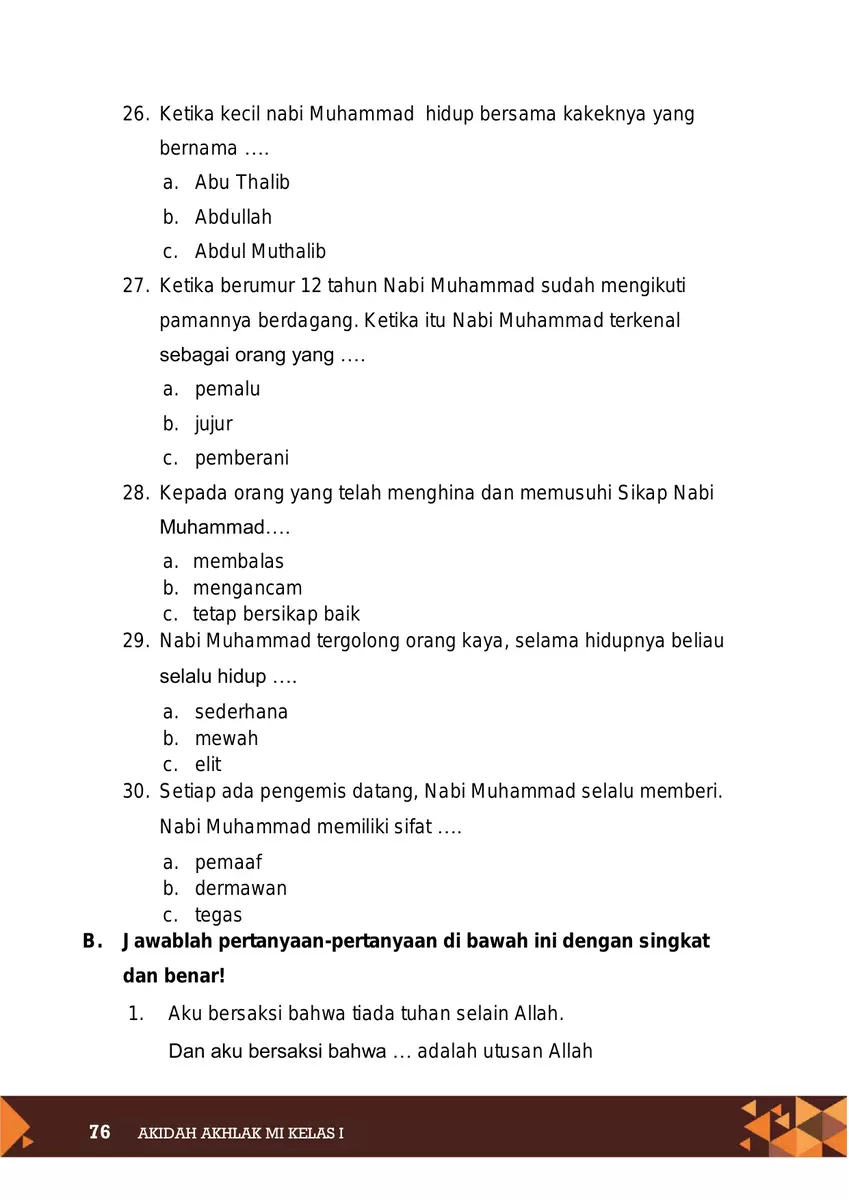 26. Ketika kecil nabi Muhammad hidup bersama kakeknya yang
bernama ….
a. Abu Thalib
b. Abdullah
c. Abdul Muthalib
27. Ketika berumur 12 tahun Nabi Muhammad sudah mengikuti
pamannya berdagang. Ketika itu Nabi Muhammad terkenal
sebagai orang yang ….
a. pemalu
b. jujur
c. pemberani
28. Kepada orang yang telah menghina dan memusuhi Sikap Nabi
Muhammad….
a. membalas
b. mengancam
c. tetap bersikap baik
29. Nabi Muhammad tergolong orang kaya, selama hidupnya beliau
selalu hidup ….
a. sederhana
b. mewah
c. elit
30. Setiap ada pengemis datang, Nabi Muhammad selalu memberi.
Nabi Muhammad memiliki sifat ….
a. pemaaf
b. dermawan
c. tegas
B. Jawablah pertanyaan-pertanyaan di bawah ini dengan singkat
dan benar!
1. Aku bersaksi bahwa tiada tuhan selain Allah.
Dan aku bersaksi bahwa … adalah utusan Allah
76 AKIDAH AKHLAK MI KELAS I